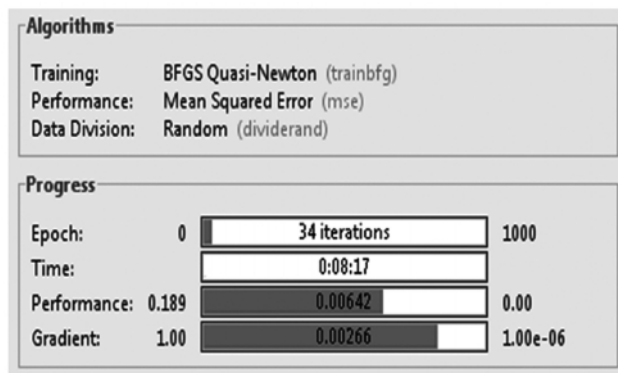 Algorithms
Training: BFGS Quasi-Newton (trainbfg)
Performance: Mean Squared Error (mse)
Data Division: Random (dividerand)
Progress
Epoch: 0 34 iterations 1000
Time: 0:08:17
Performance: 0.189 0.00642 0.00
Gradient: 1.00 0.00266 1.00e-06